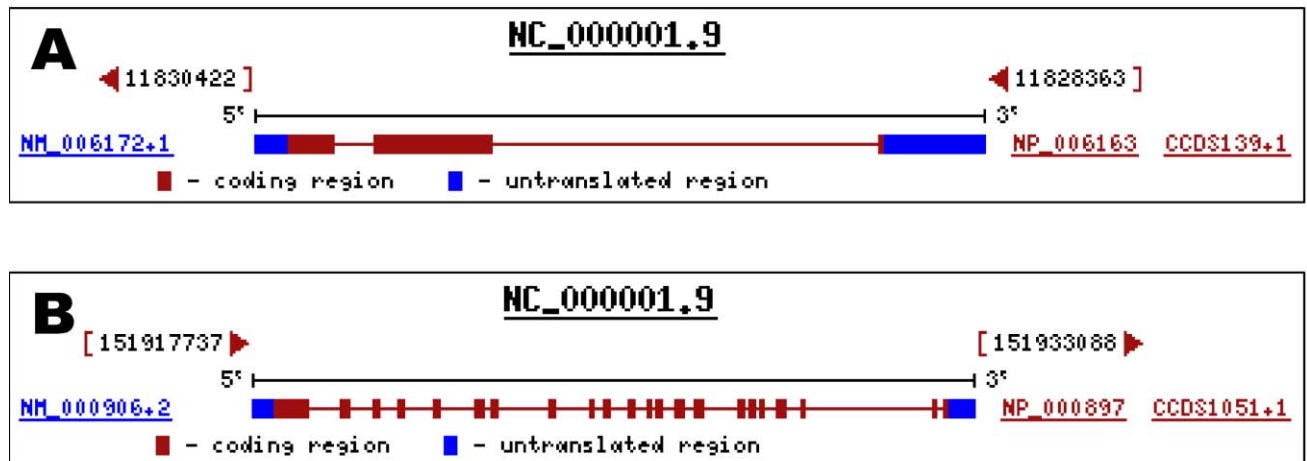 A
NC_000001.9
11830422 ] 11828363 ]
5' 3'
NM_006172.1 NP_006163 CCDS139.1
- coding region - untranslated region
B
NC_000001.9
[ 151917737 [ 151933088
5' 3'
NM_000906.2 NP_000897 CCDS1051.1
- coding region - untranslated region